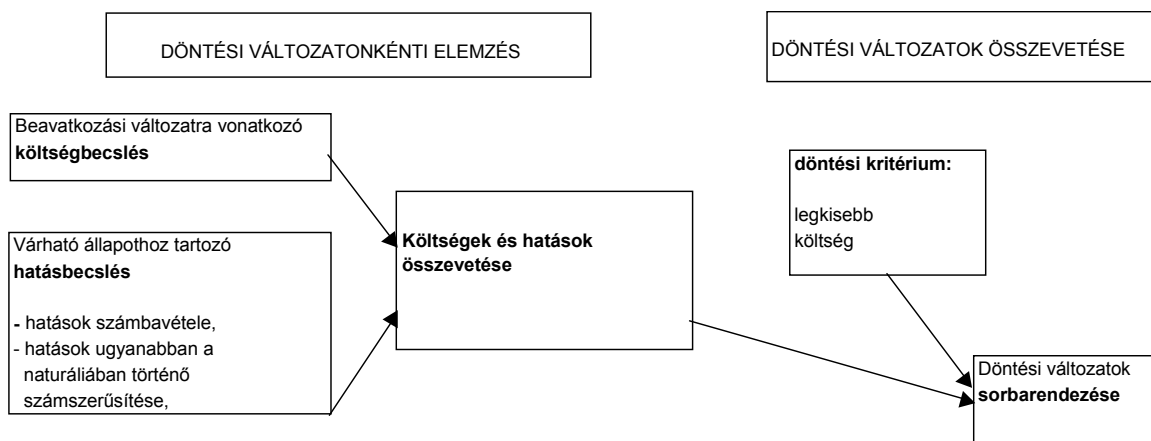 DÖNTÉSI VÁLTOZATONKÉNTI ELEMZÉS
DÖNTÉSI VÁLTOZATOK ÖSSZEVETÉSE
Beavatkozási változatra vonatkozó
költségbecslés
Várható állapothoz tartozó
hatásbecslés
- hatások számbavétele,
- hatások ugyanabban a
naturáliában történő
számszerűsítése,
Költségek és hatások
összevetése
döntési kritérium:
legkisebb
költség
Döntési változatok
sorbarendezése